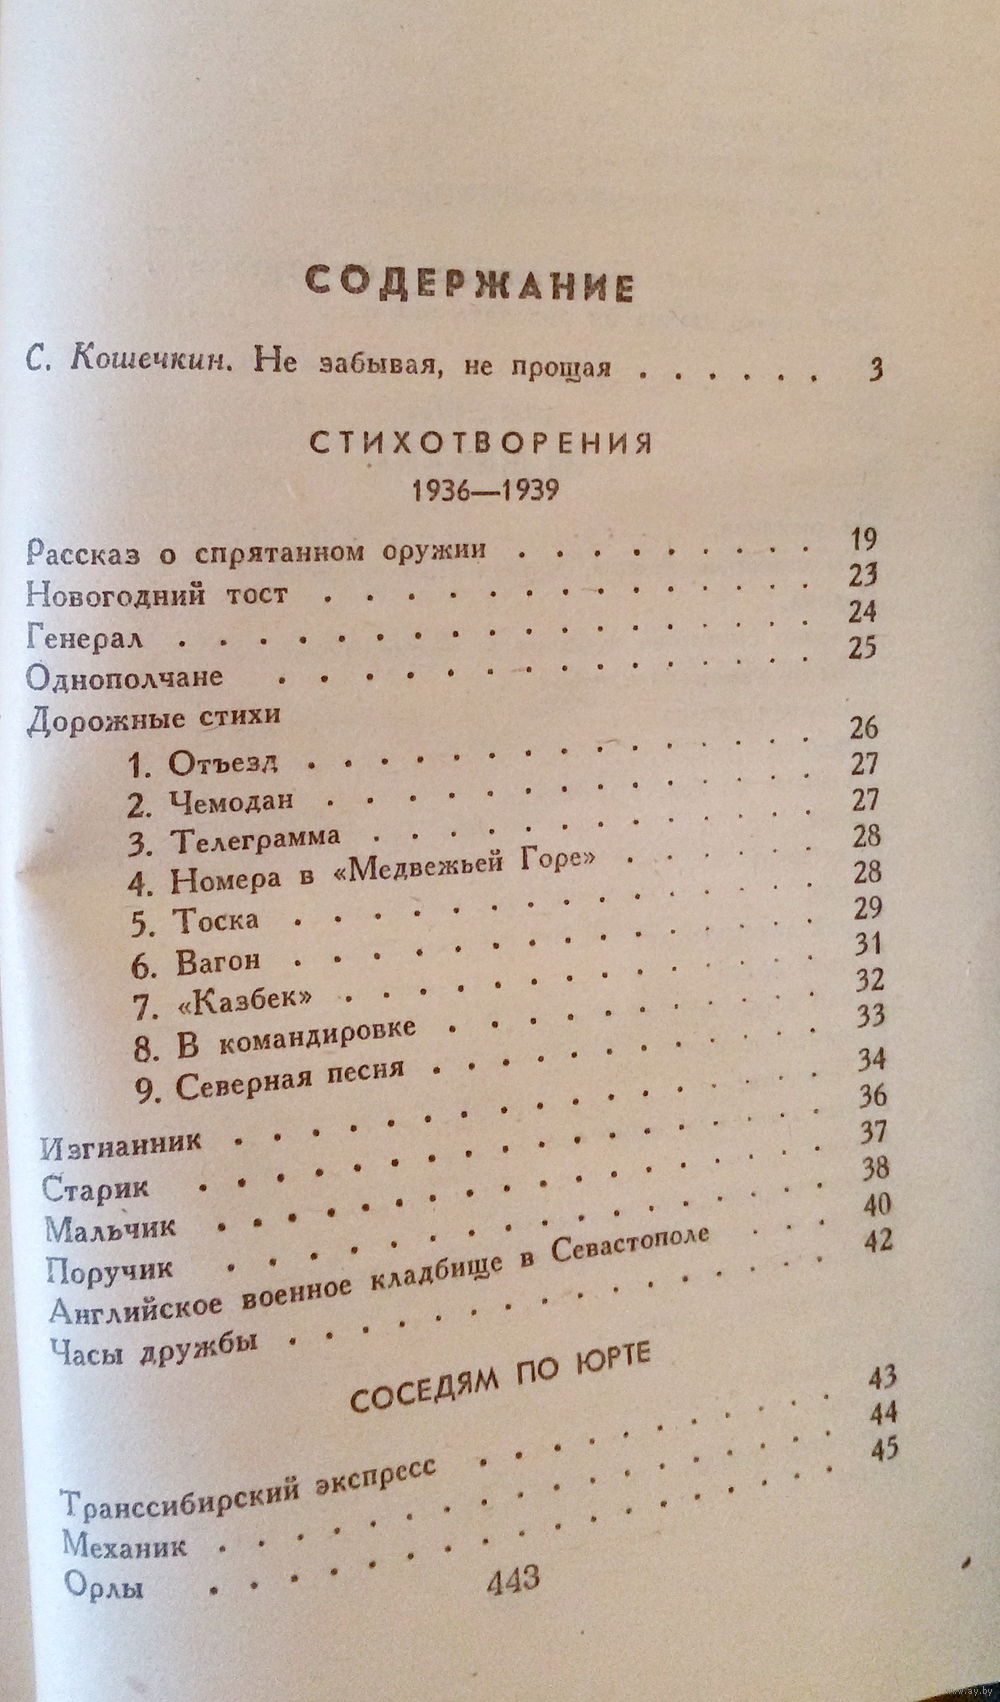 СОДЕРЖАНИЕ
С. Кошечкин. Не забывая, не прощая . . . . . . 3
СТИХОТВОРЕНИЯ
1936—1939
Рассказ о спрятанном оружии . . . . . . . . . 19
Новогодний тост . . . . . . . . . . . . 23
Генерал . . . . . . . . . . . . . . . . 24
Однополчане . . . . . . . . . . . . . 25
Дорожные стихи
1. Отъезд . . . . . . . . . . . . . 26
2. Чемодан . . . . . . . . . . . . 27
3. Телеграмма . . . . . . . . . . . 27
4. Номера в «Медвежьей Горе» . . . . . . 28
5. Тоска . . . . . . . . . . . . . 28
6. Вагон . . . . . . . . . . . . . 29
7. «Казбек» . . . . . . . . . . . . 31
8. В командировке . . . . . . . . . . 32
9. Северная песня . . . . . . . . . . 33
Изгнанник . . . . . . . . . . . . . . 34
Старик . . . . . . . . . . . . . . . 36
Мальчик . . . . . . . . . . . . . . . 37
Поручик . . . . . . . . . . . . . . . 38
Английское военное кладбище в Севастополе . . . 40
Часы дружбы . . . . . . . . . . . . . 42
СОСЕДЯМ ПО ЮРТЕ
Транссибирский экспресс . . . . . . . . . . 43
Механик . . . . . . . . . . . . . . . 44
Орлы . . . . . . . . . . . . . . . . 45
443
www.ay.by